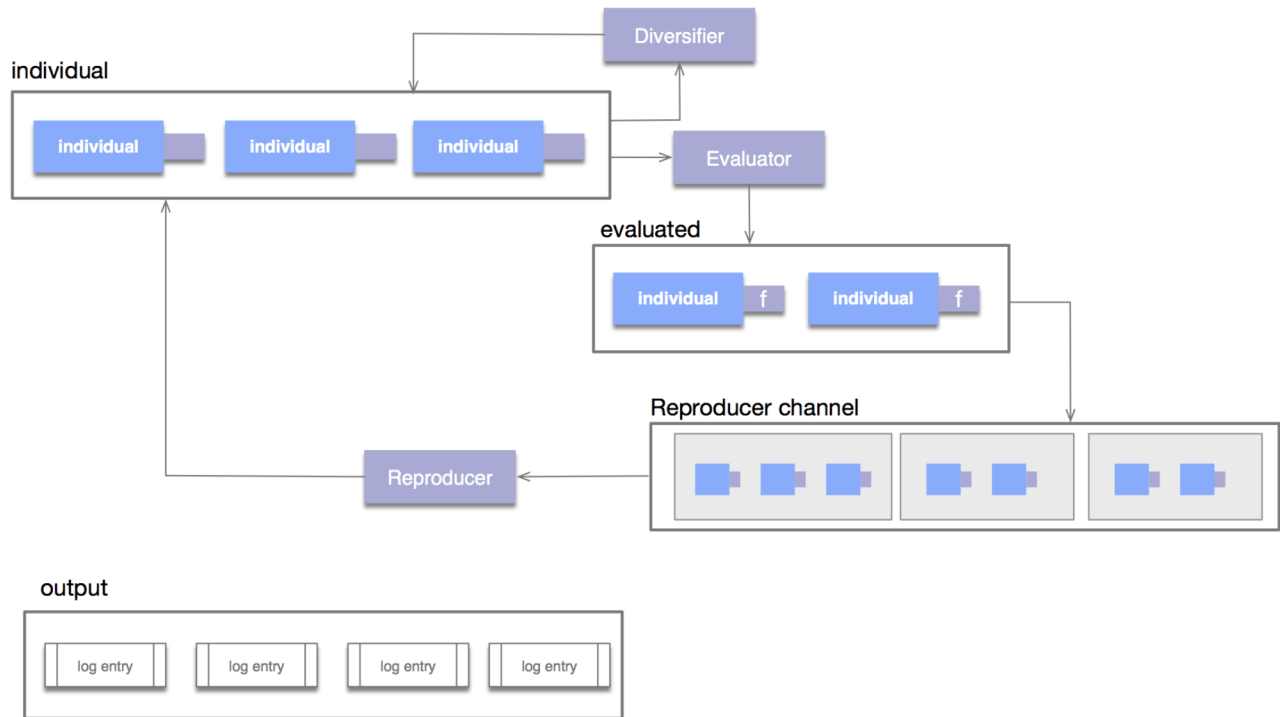 Diversifier
individual
individual
individual
individual
Evaluator
evaluated
individual
f
individual
f
Reproducer channel
Reproducer
output
log entry
log entry
log entry
log entry